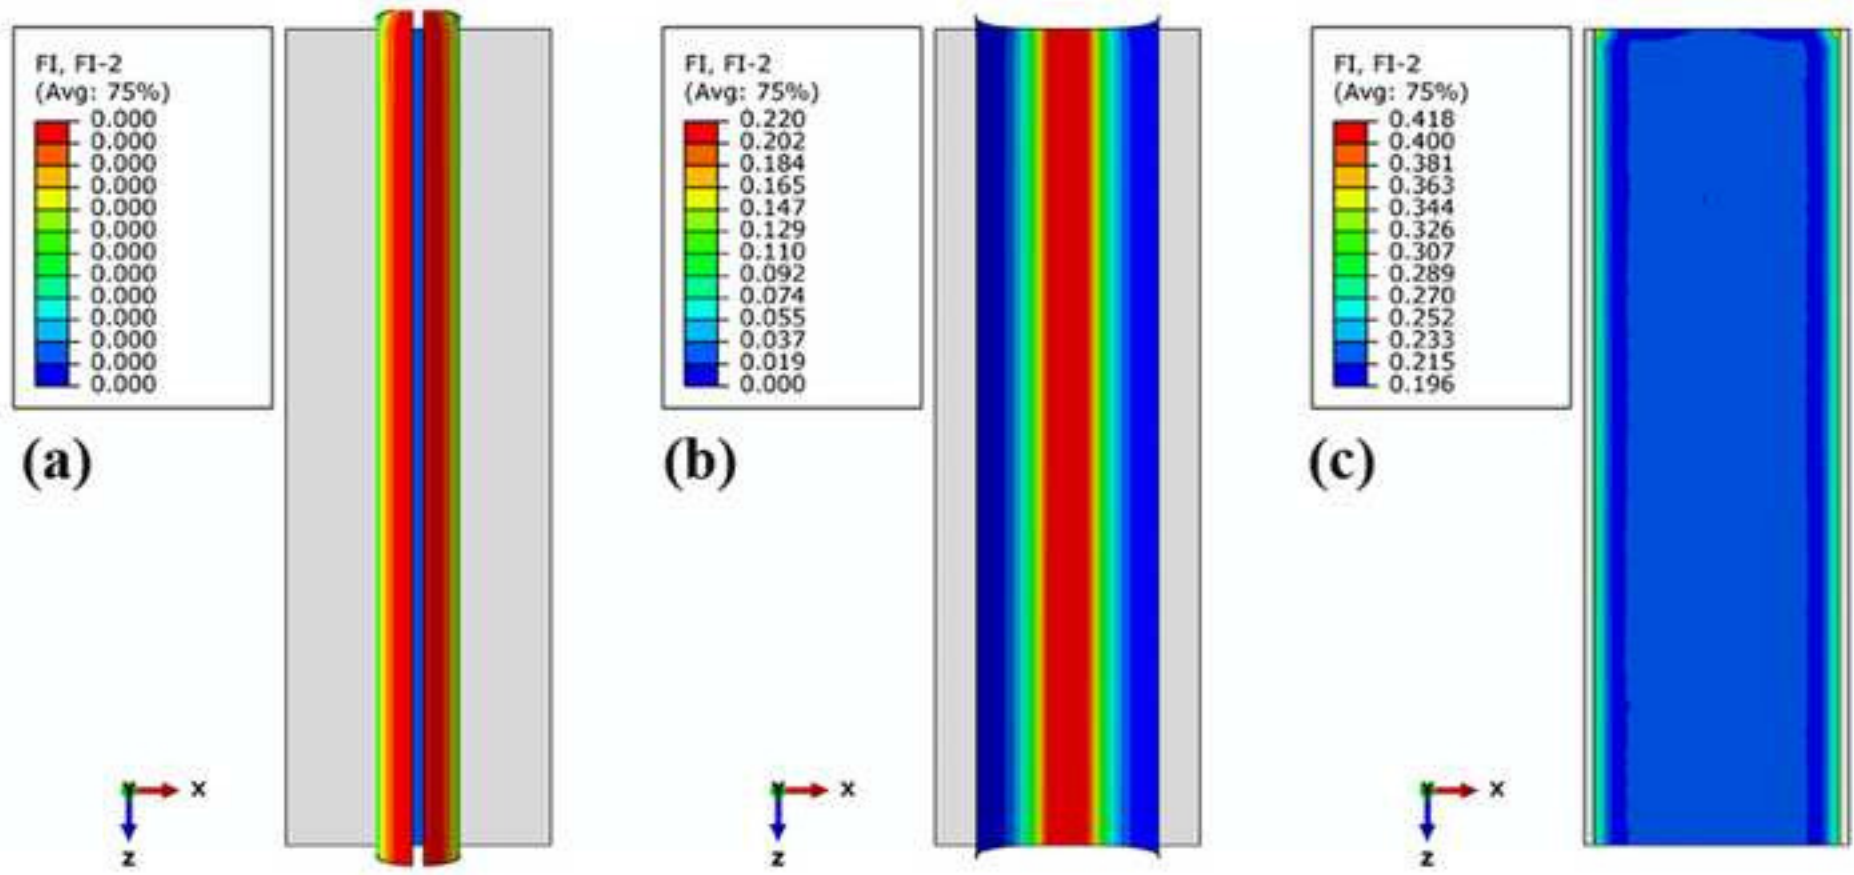 FI, FI-2
(Avg: 75%)
0.000
0.000
0.000
0.000
0.000
0.000
0.000
0.000
0.000
0.000
0.000
0.000
0.000
(a)
X
Y
Z
FI, FI-2
(Avg: 75%)
0.220
0.202
0.184
0.165
0.147
0.129
0.110
0.092
0.074
0.055
0.037
0.019
0.000
(b)
X
Y
Z
FI, FI-2
(Avg: 75%)
0.418
0.400
0.381
0.363
0.344
0.326
0.307
0.289
0.270
0.252
0.233
0.215
0.196
(c)
X
Y
Z